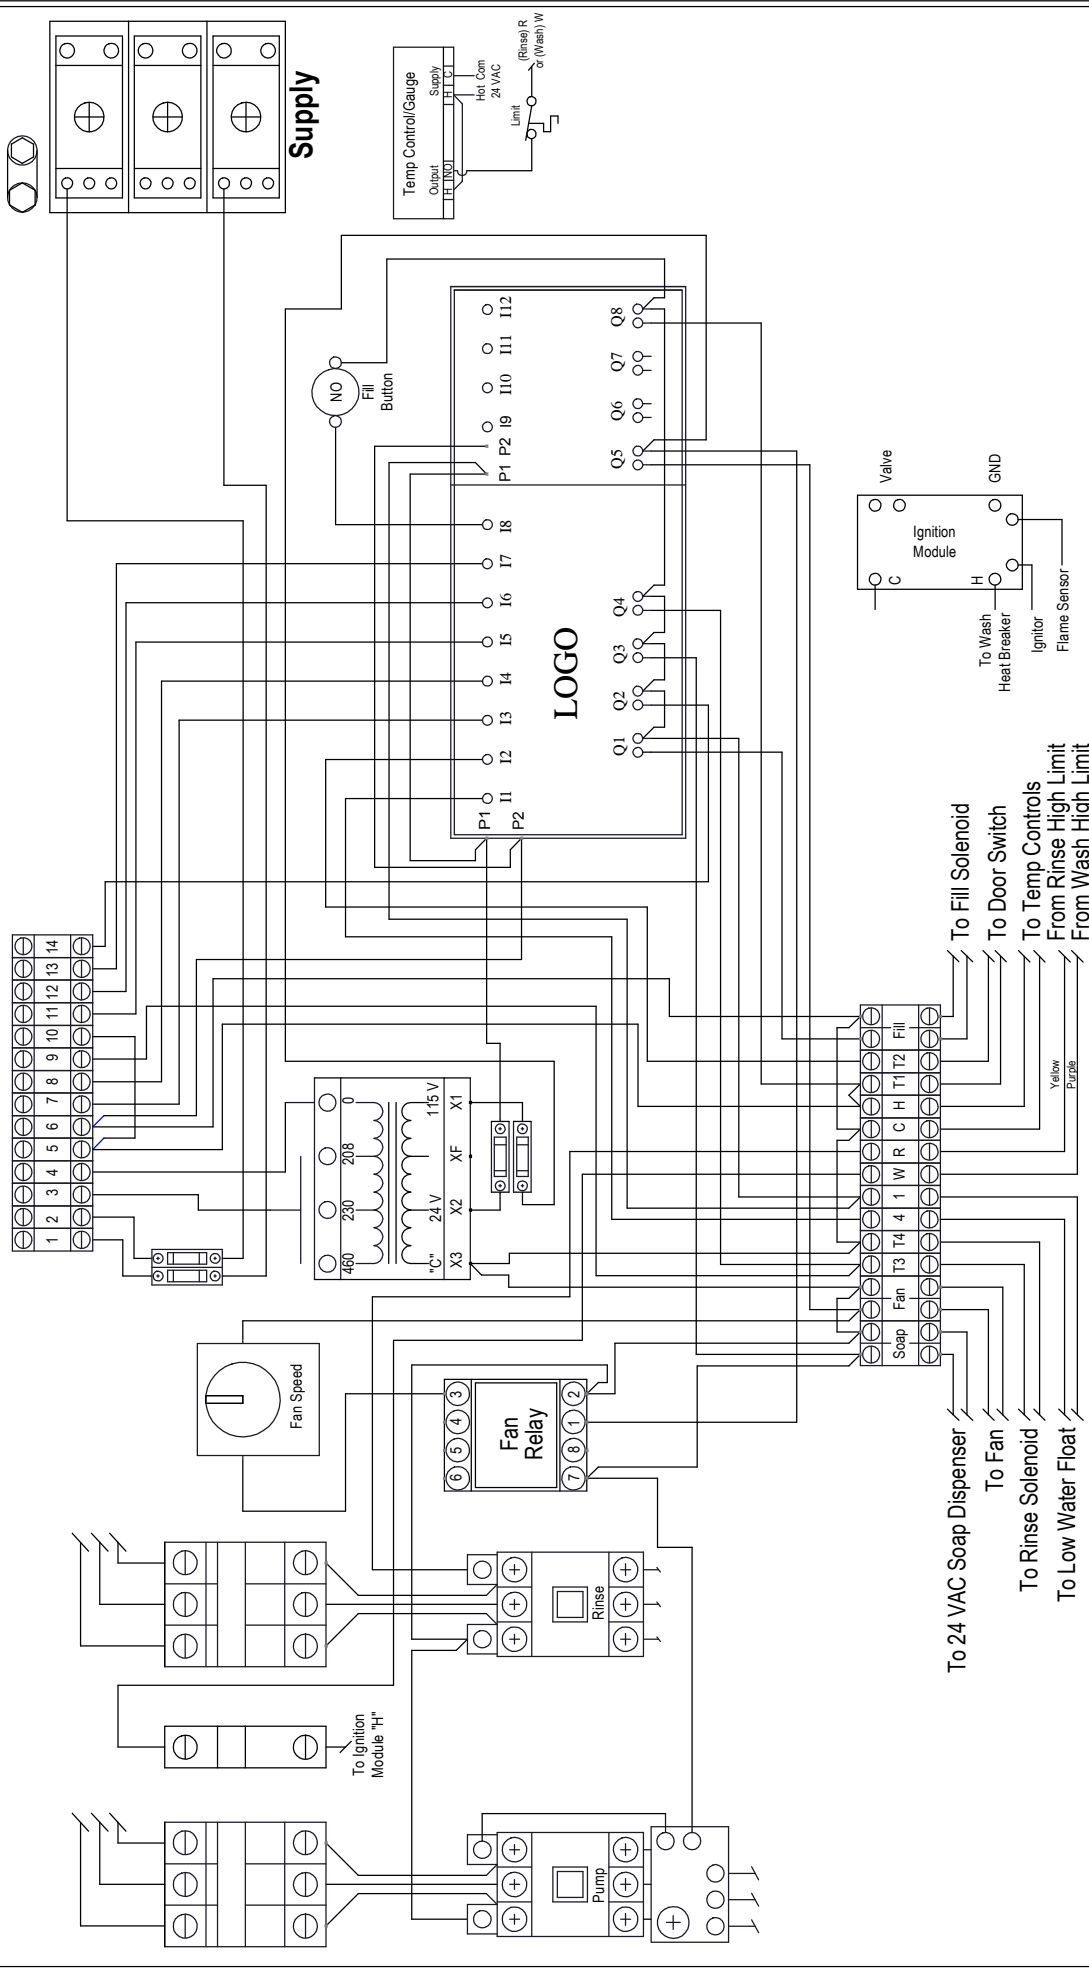 Supply
Temp Control/Gauge
Output
Supply
H
NO
H
C
Hot Com
24 VAC
Limit
(Rinse) R
or (Wash) W
NO
Fill
Button
1
2
3
4
5
6
7
8
9
10
11
12
13
14
P1
P2
I1
I2
I3
I4
I5
I6
I7
I8
P1
P2
I9
I10
I11
I12
LOGO
Q1
Q2
Q3
Q4
Q5
Q6
Q7
Q8
460
230
208
0
"C"
24 V
115 V
X3
X2
XF
X1
Fan Speed
6
5
4
3
Fan
Relay
7
8
1
2
Ignition
Module
Valve
GND
C
H
To Wash
Heat Breaker
Ignitor
Flame Sensor
Soap
Fan
T3
T4
4
1
W
R
C
H
T1
T2
Fill
To Fill Solenoid
To Door Switch
To Temp Controls
From Rinse High Limit
From Wash High Limit
Yellow
Purple
To 24 VAC Soap Dispenser
To Fan
To Rinse Solenoid
To Low Water Float
To Ignition
Module "H"
Rinse
Pump